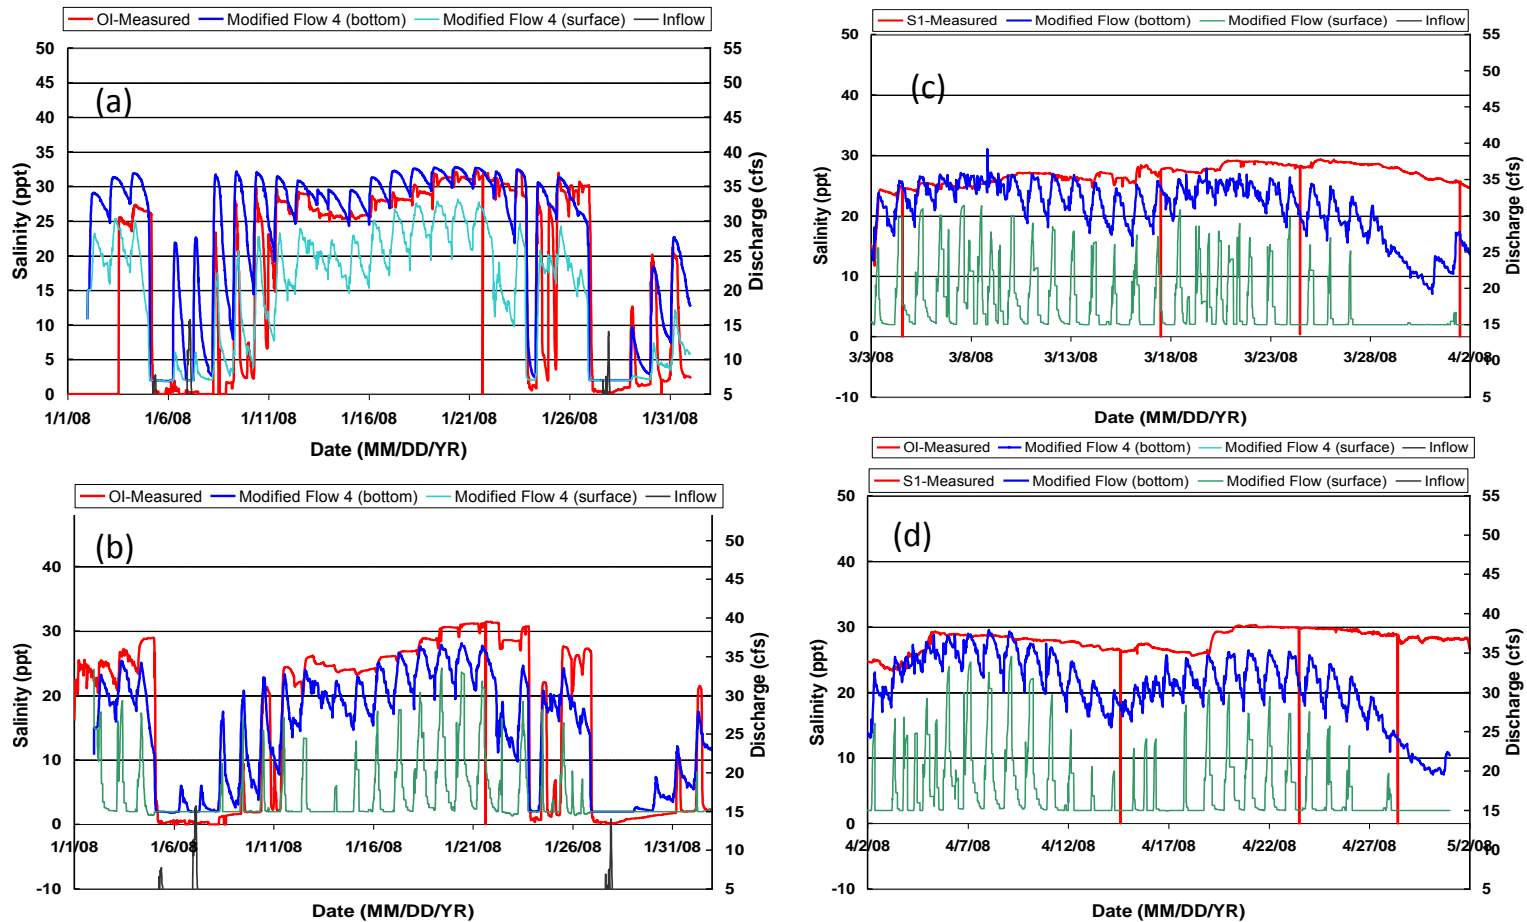 OI-Measured Modified Flow 4 (bottom) Modified Flow 4 (surface) Inflow
(a)
Salinity (ppt)
50
45
40
35
30
25
20
15
10
5
0
55
50
45
40
35
30
25
20
15
10
5
Discharge (cfs)
1/1/08 1/6/08 1/11/08 1/16/08 1/21/08 1/26/08 1/31/08
Date (MM/DD/YR)
S1-Measured Modified Flow (bottom) Modified Flow (surface) Inflow
(c)
Salinity (ppt)
50
40
30
20
10
0
-10
55
50
45
40
35
30
25
20
15
10
5
Discharge (cfs)
3/3/08 3/8/08 3/13/08 3/18/08 3/23/08 3/28/08 4/2/08
Date (MM/DD/YR)
OI-Measured Modified Flow 4 (bottom) Modified Flow 4 (surface) Inflow
OI-Measured Modified Flow 4 (bottom) Modified Flow 4 (surface) Inflow
(b)
Salinity (ppt)
40
30
20
10
0
-10
50
45
40
35
30
25
20
15
10
5
Discharge (cfs)
1/1/08 1/6/08 1/11/08 1/16/08 1/21/08 1/26/08 1/31/08
Date (MM/DD/YR)
S1-Measured Modified Flow (bottom) Modified Flow (surface) Inflow
(d)
Salinity (ppt)
50
40
30
20
10
0
-10
55
50
45
40
35
30
25
20
15
10
5
Discharge (cfs)
4/2/08 4/7/08 4/12/08 4/17/08 4/22/08 4/27/08 5/2/08
Date (MM/DD/YR)